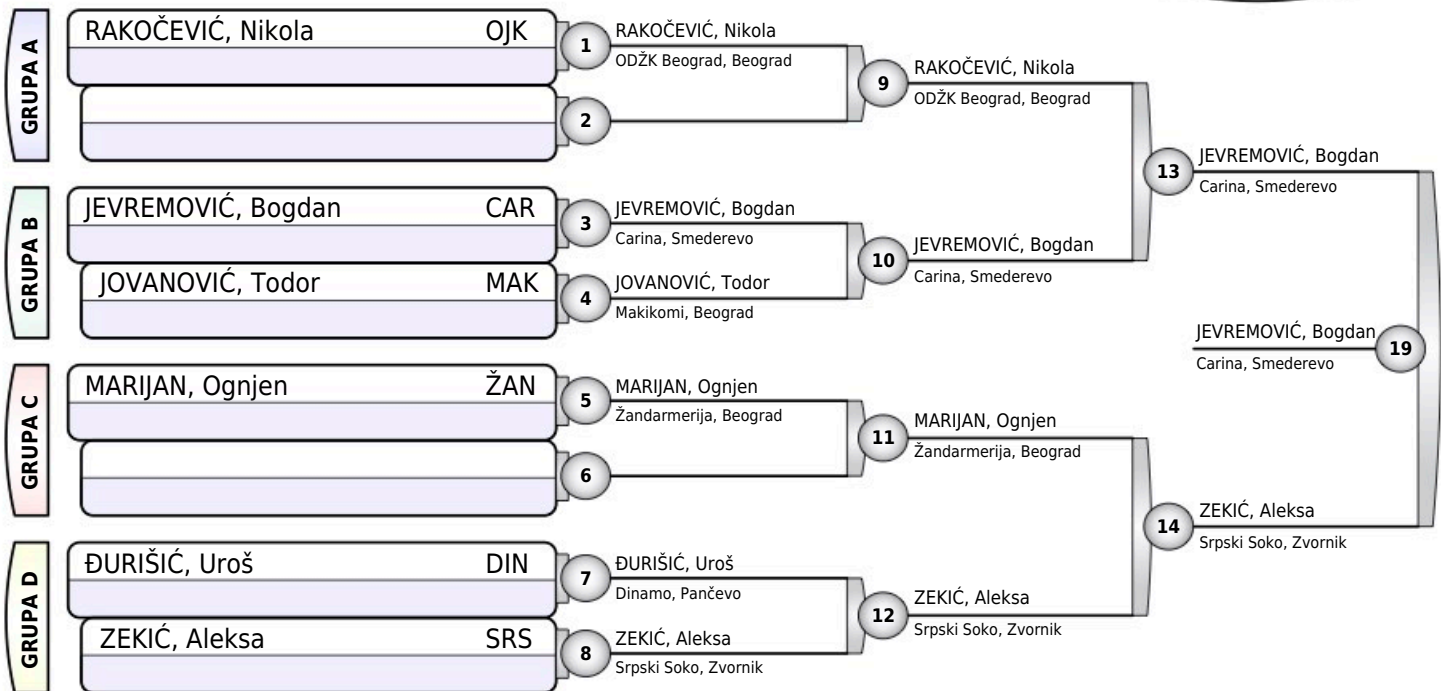 GRUPA A
RAKOČEVIĆ, Nikola OJK
1
RAKOČEVIĆ, Nikola
ODŽK Beograd, Beograd
2
9
RAKOČEVIĆ, Nikola
ODŽK Beograd, Beograd
GRUPA B
JEVREMOVIĆ, Bogdan CAR
3
JEVREMOVIĆ, Bogdan
Carina, Smederevo
JOVANOVIĆ, Todor MAK
4
JOVANOVIĆ, Todor
Makikomi, Beograd
10
JEVREMOVIĆ, Bogdan
Carina, Smederevo
13
JEVREMOVIĆ, Bogdan
Carina, Smederevo
GRUPA C
MARIJAN, Ognjen ŽAN
5
MARIJAN, Ognjen
Žandarmerija, Beograd
6
11
MARIJAN, Ognjen
Žandarmerija, Beograd
GRUPA D
ĐURIŠIĆ, Uroš DIN
7
ĐURIŠIĆ, Uroš
Dinamo, Pančevo
ZEKIĆ, Aleksa SRS
8
ZEKIĆ, Aleksa
Srpski Soko, Zvornik
12
ZEKIĆ, Aleksa
Srpski Soko, Zvornik
14
ZEKIĆ, Aleksa
Srpski Soko, Zvornik
JEVREMOVIĆ, Bogdan
19
Carina, Smederevo